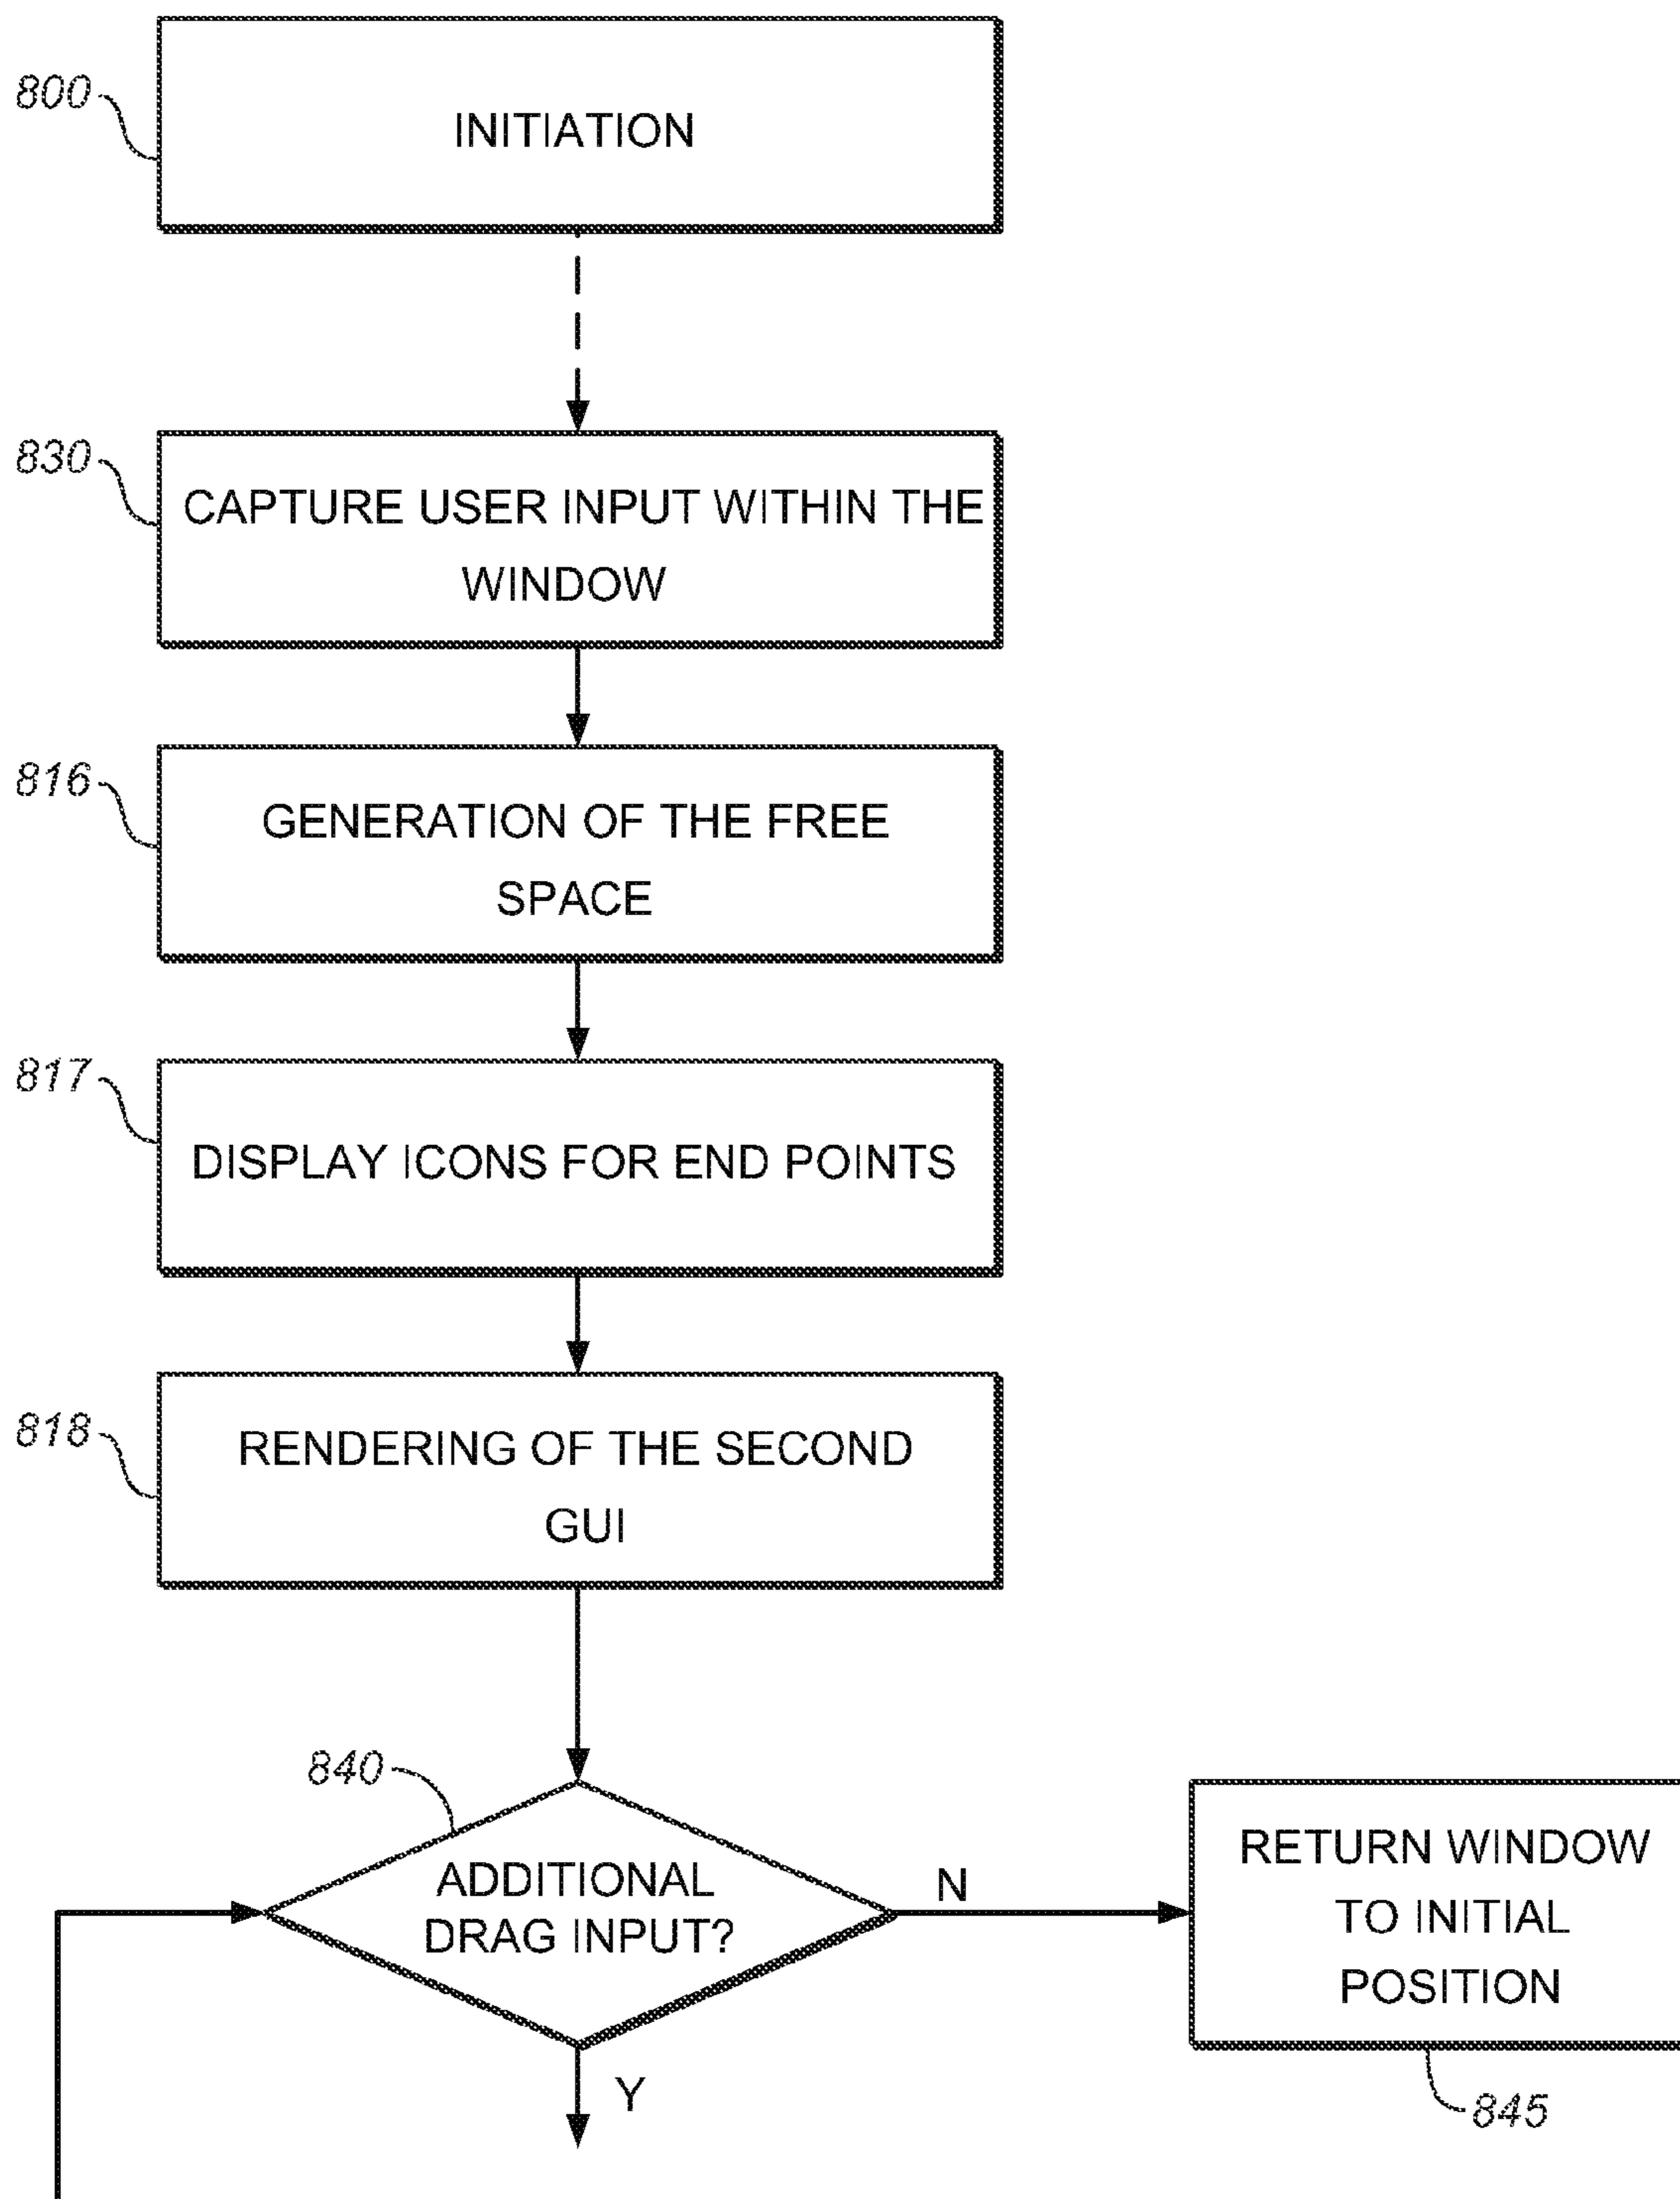 800
INITIATION
830
CAPTURE USER INPUT WITHIN THE
WINDOW
816
GENERATION OF THE FREE
SPACE
817
DISPLAY ICONS FOR END POINTS
818
RENDERING OF THE SECOND
GUI
840
ADDITIONAL
DRAG INPUT?
N
RETURN WINDOW
TO INITIAL
POSITION
Y
845